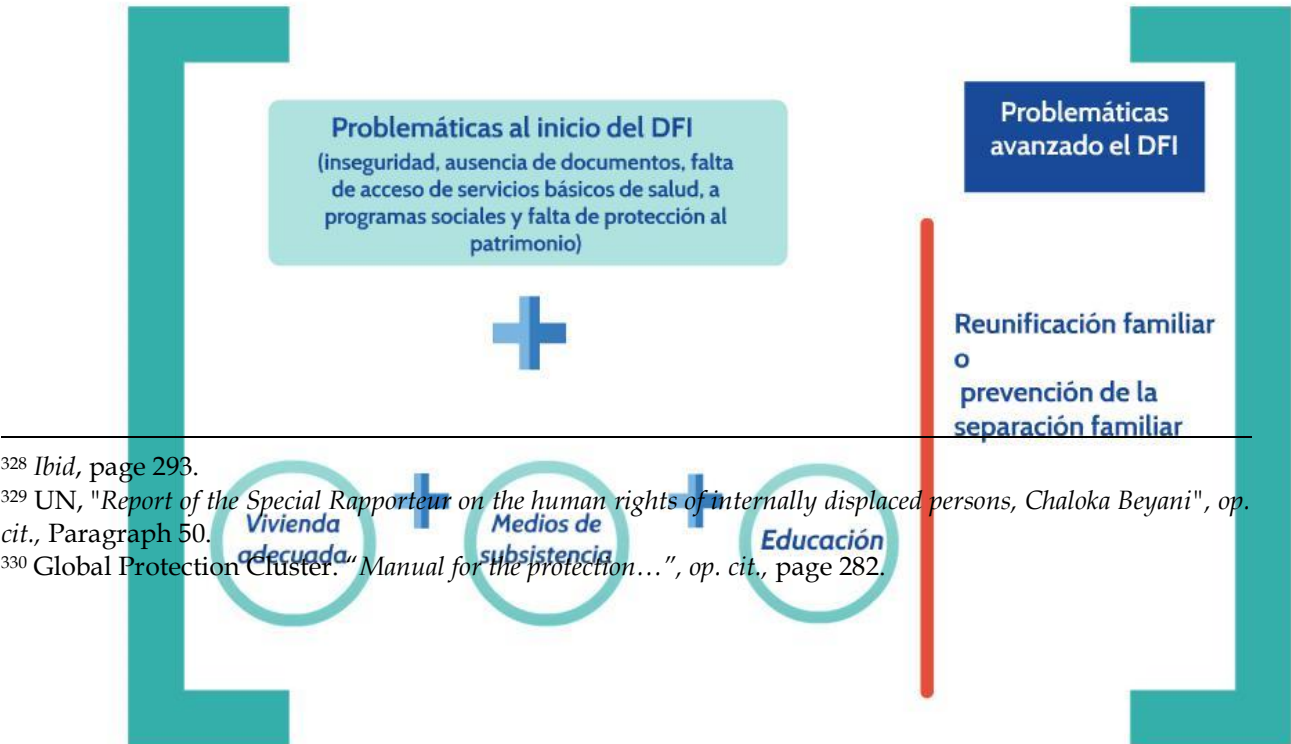 Problemáticas al inicio del DFI
(inseguridad, ausencia de documentos, falta
de acceso de servicios básicos de salud, a
programas sociales y falta de protección al
patrimonio)
Problemáticas
avanzado el DFI
Reunificación familiar
o
prevención de la
separación familiar
Vivienda
adecuada
Medios de
subsistencia
Educación
328 Ibid, page 293.
329 UN, "Report of the Special Rapporteur on the human rights of internally displaced persons, Chaloka Beyani", op.
cit., Paragraph 50.
330 Global Protection Cluster. “Manual for the protection…”, op. cit., page 282.